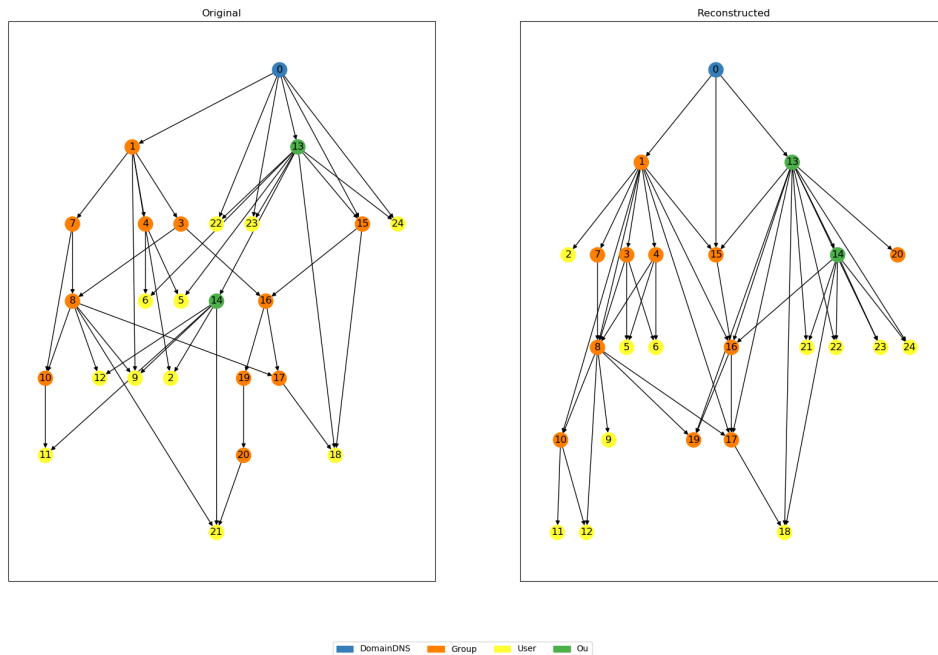 Original Reconstructed
0 0
1 13 1 13
7 4 3 22 23 15 24 2 7 3 4 15 14 20
8 6 5 14 16 8 5 6 16 21 22 23 24
10 12 9 2 19 17 10 9 19 17
11 20 18
21 11 12 18
DomainDNS Group User Ou